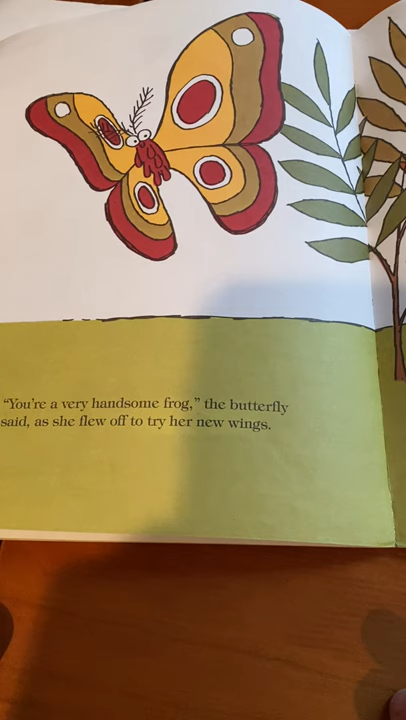 “You’re a very handsome frog,” the butterfly
said, as she flew off to try her new wings.